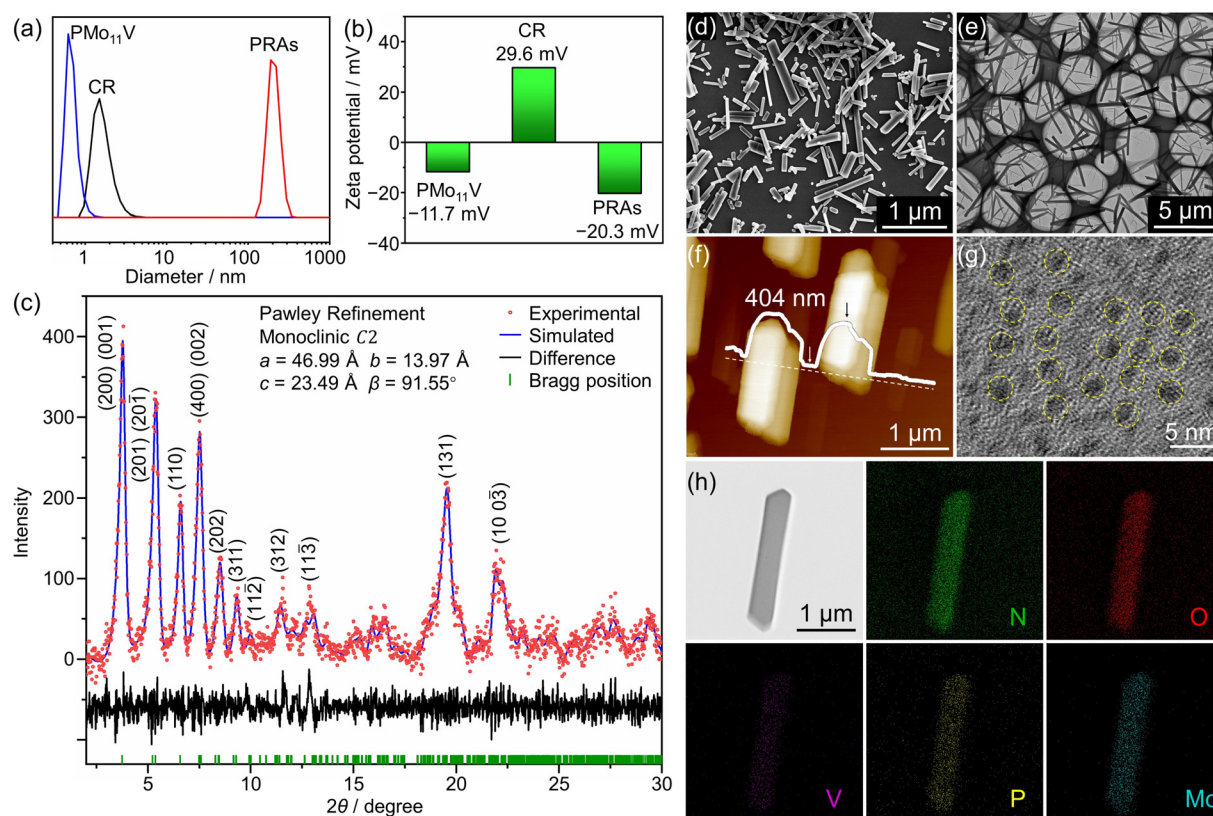 (a)
PMo₁₁V
CR
PRAs
1 10 100 1000
Diameter / nm
(b)
Zeta potential / mV
40
20
0
−20
−40
CR
29.6 mV
PMo₁₁V
−11.7 mV
PRAs
−20.3 mV
(c)
Pawley Refinement
Monoclinic C2
a = 46.99 Å b = 13.97 Å
c = 23.49 Å β = 91.55°
Experimental
Simulated
Difference
Bragg position
Intensity
400
300
200
100
0
(200) (001)
(201) (201̄)
(110)
(400) (002)
(202)
(311)
(112̄)
(312)
(113̄)
(131)
(10 03̄)
5 10 15 20 25 30
2θ / degree
(d)
1 μm
(e)
5 μm
(f)
404 nm
1 μm
(g)
5 nm
(h)
1 μm
N
O
V
P
Mo